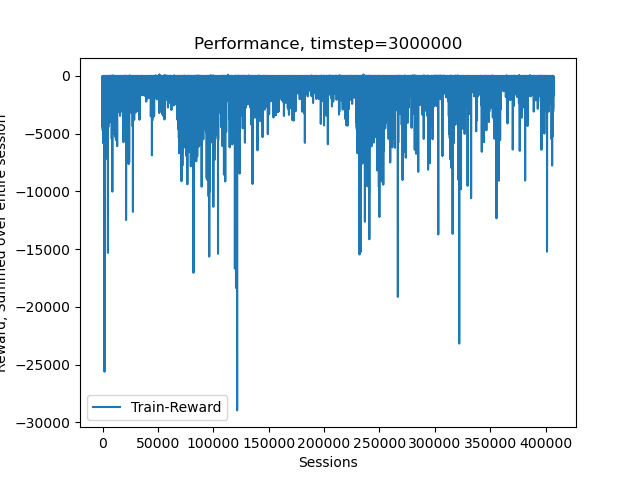 Performance, timstep=3000000
Reward, Summed over entire session
0
−5000
−10000
−15000
−20000
−25000
−30000
Train-Reward
0 50000 100000 150000 200000 250000 300000 350000 400000
Sessions